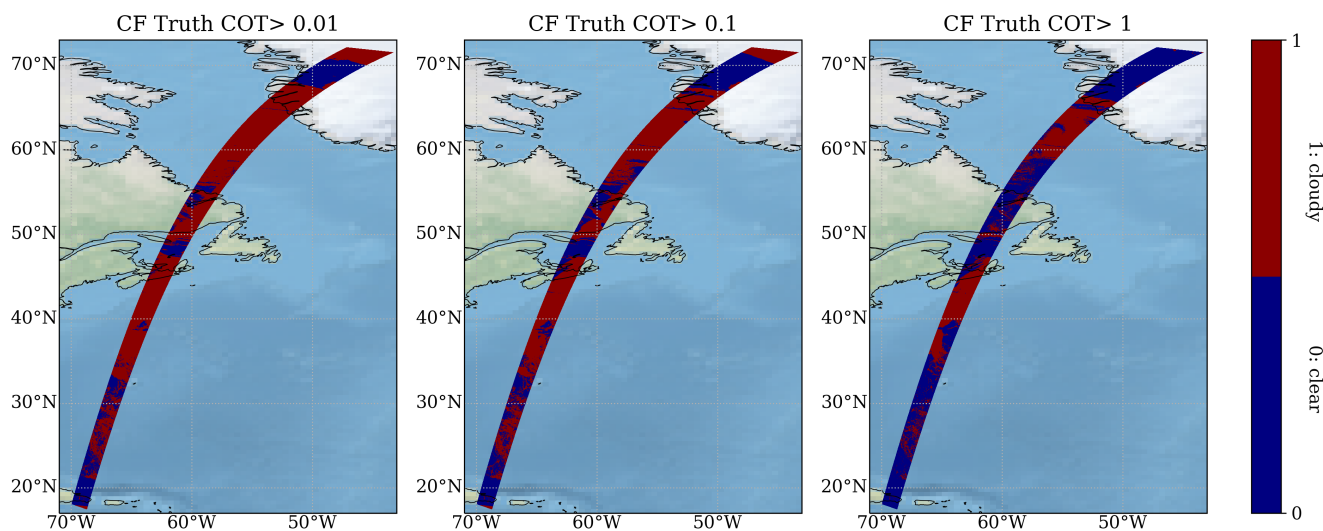 CF Truth COT> 0.01
CF Truth COT> 0.1
CF Truth COT> 1
70°N
60°N
50°N
40°N
30°N
20°N
70°W
60°W
50°W
70°N
60°N
50°N
40°N
30°N
20°N
70°W
60°W
50°W
70°N
60°N
50°N
40°N
30°N
20°N
70°W
60°W
50°W
1
1: cloudy
0: clear
0